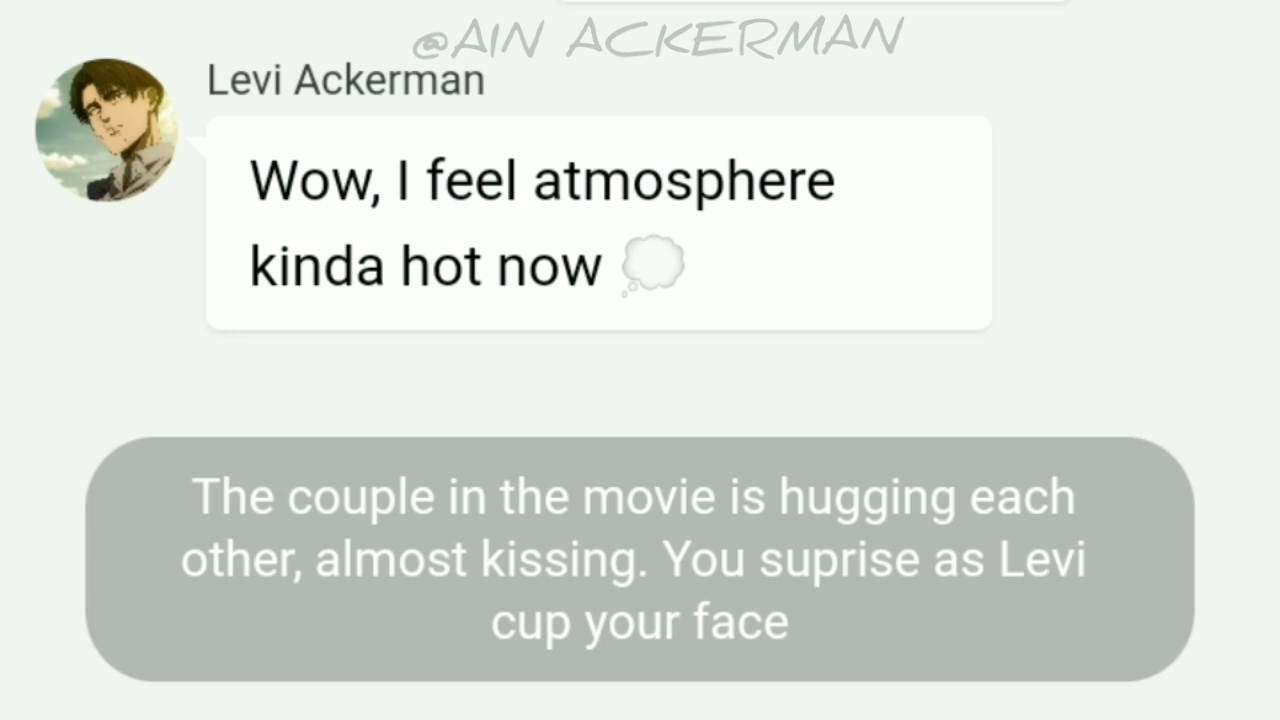 @AIN ACKERMAN
Levi Ackerman
Wow, I feel atmosphere
kinda hot now 💭
The couple in the movie is hugging each
other, almost kissing. You suprise as Levi
cup your face